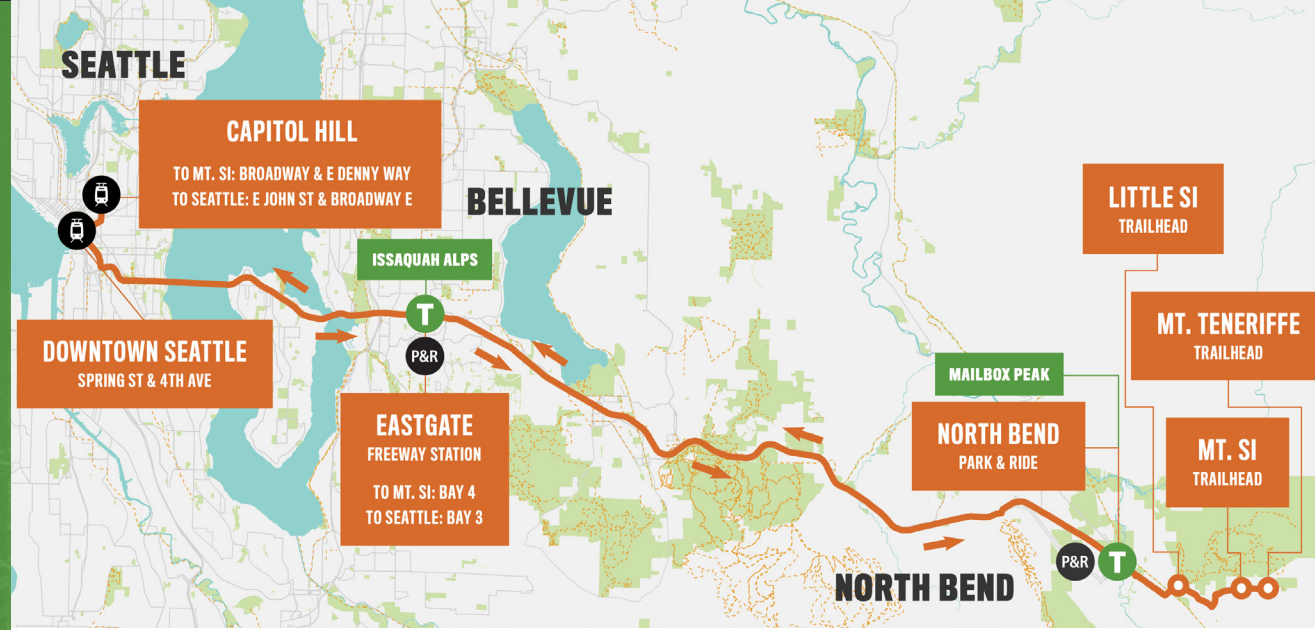 SEATTLE
CAPITOL HILL
TO MT. SI: BROADWAY & E DENNY WAY
TO SEATTLE: E JOHN ST & BROADWAY E
BELLEVUE
ISSAQUAH ALPS
T
P&R
DOWNTOWN SEATTLE
SPRING ST & 4TH AVE
EASTGATE
FREEWAY STATION
TO MT. SI: BAY 4
TO SEATTLE: BAY 3
LITTLE SI
TRAILHEAD
MT. TENERIFFE
TRAILHEAD
MAILBOX PEAK
NORTH BEND
PARK & RIDE
MT. SI
TRAILHEAD
P&R
T
NORTH BEND